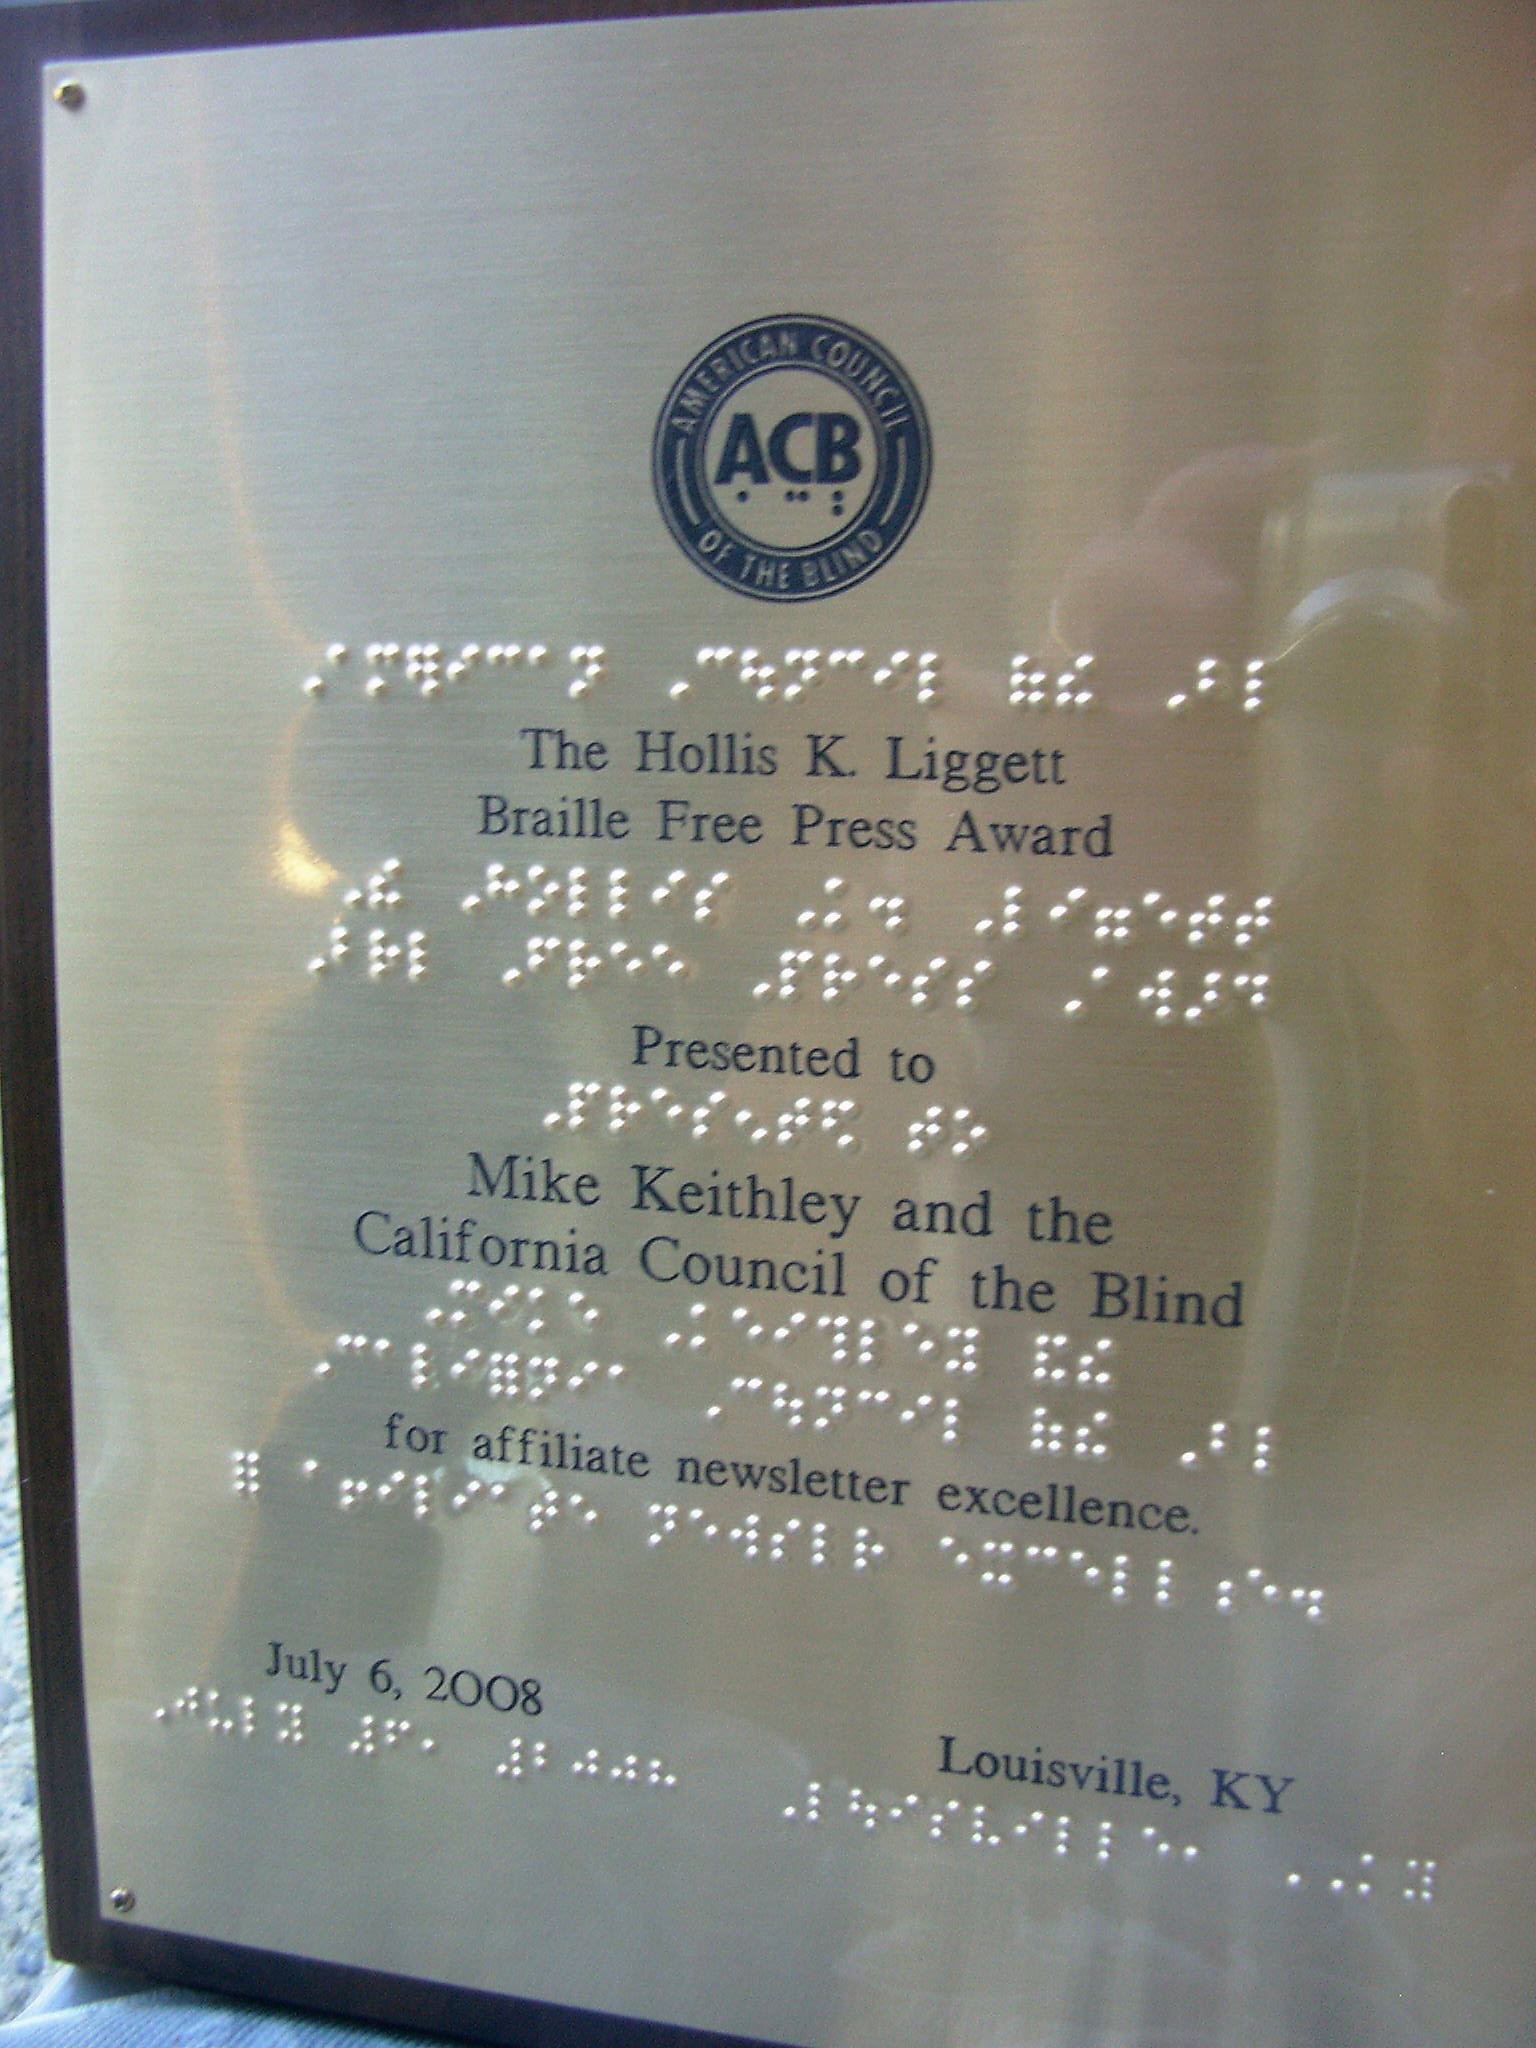 AMERICAN COUNCIL
ACB
OF THE BLIND
⠠⠁⠍⠻⠊⠉⠁⠝ ⠠⠉⠳⠝⠉⠊⠇ ⠷⠮ ⠠⠃⠇
The Hollis K. Liggett
Braille Free Press Award
⠠⠮ ⠠⠓⠕⠇⠇⠊⠎ ⠠⠅⠲ ⠠⠇⠊⠶⠑⠞⠞
⠠⠃⠗⠇ ⠠⠋⠗⠑⠑ ⠠⠏⠗⠑⠎⠎ ⠠⠁⠺⠜⠙
Presented to
⠠⠏⠗⠑⠎⠢⠞⠫ ⠞⠕
Mike Keithley and the
California Council of the Blind
⠠⠍⠊⠅⠑ ⠠⠅⠑⠊⠹⠇⠑⠽ ⠯⠮
⠠⠉⠁⠇⠊⠿⠝⠊⠁ ⠠⠉⠳⠝⠉⠊⠇ ⠷⠮ ⠠⠃⠇
for affiliate newsletter excellence.
⠿ ⠁⠖⠊⠇⠊⠁⠞⠑ ⠝⠑⠺⠎⠇⠗ ⠑⠭⠉⠑⠇⠇⠰⠑⠲
July 6, 2008
⠠⠚⠥⠇⠽ ⠼⠋⠂ ⠼⠃⠚⠚⠓
Louisville, KY
⠠⠇⠳⠊⠎⠧⠊⠇⠇⠑⠂ ⠠⠠⠅⠽